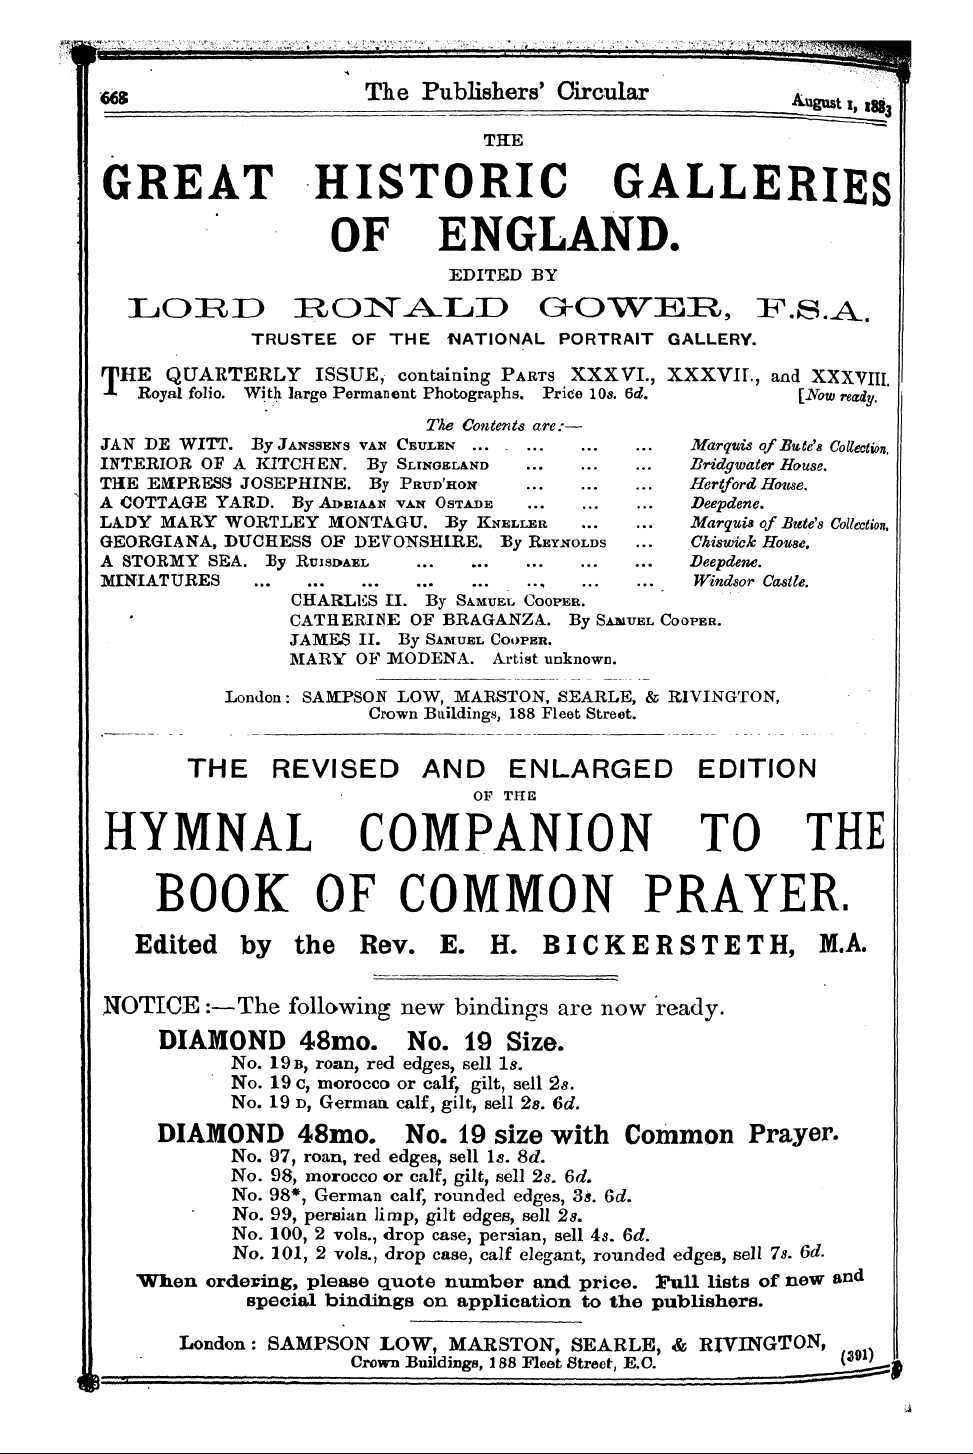 668 The Publishers' Circular August 1, 1883
THE
GREAT HISTORIC GALLERIES
OF ENGLAND.
EDITED BY
LORD RONALD GOWER, F.S.A.
TRUSTEE OF THE NATIONAL PORTRAIT GALLERY.
THE QUARTERLY ISSUE, containing PARTS XXXVI., XXXVII., and XXXVIII.
Royal folio. With large Permanent Photographs. Price 10s. 6d. [Now ready.
The Contents are:—
JAN DE WITT. By JANSSENS VAN CEULEN ... ... ... ... Marquis of Bute's Collection.
INTERIOR OF A KITCHEN. By SLINGELAND ... ... ... Bridgwater House.
THE EMPRESS JOSEPHINE. By PRUD'HON ... ... ... Hertford House.
A COTTAGE YARD. By ADRIAAN VAN OSTADE ... ... ... Deepdene.
LADY MARY WORTLEY MONTAGU. By KNELLER ... ... Marquis of Bute's Collection.
GEORGIANA, DUCHESS OF DEVONSHIRE. By REYNOLDS ... Chiswick House.
A STORMY SEA. By RUISDAEL ... ... ... ... ... Deepdene.
MINIATURES ... ... ... ... ... ... ... ... Windsor Castle.
CHARLES II. By SAMUEL COOPER.
CATHERINE OF BRAGANZA. By SAMUEL COOPER.
JAMES II. By SAMUEL COOPER.
MARY OF MODENA. Artist unknown.
London: SAMPSON LOW, MARSTON, SEARLE, & RIVINGTON,
Crown Buildings, 188 Fleet Street.
THE REVISED AND ENLARGED EDITION
OF THE
HYMNAL COMPANION TO THE
BOOK OF COMMON PRAYER.
Edited by the Rev. E. H. BICKERSTETH, M.A.
NOTICE:—The following new bindings are now ready.
DIAMOND 48mo. No. 19 Size.
No. 19 B, roan, red edges, sell 1s.
No. 19 C, morocco or calf, gilt, sell 2s.
No. 19 D, German calf, gilt, sell 2s. 6d.
DIAMOND 48mo. No. 19 size with Common Prayer.
No. 97, roan, red edges, sell 1s. 8d.
No. 98, morocco or calf, gilt, sell 2s. 6d.
No. 98*, German calf, rounded edges, 3s. 6d.
No. 99, persian limp, gilt edges, sell 2s.
No. 100, 2 vols., drop case, persian, sell 4s. 6d.
No. 101, 2 vols., drop case, calf elegant, rounded edges, sell 7s. 6d.
When ordering, please quote number and price. Full lists of new and
special bindings on application to the publishers.
London: SAMPSON LOW, MARSTON, SEARLE, & RIVINGTON,
Crown Buildings, 188 Fleet Street, E.C. (391)